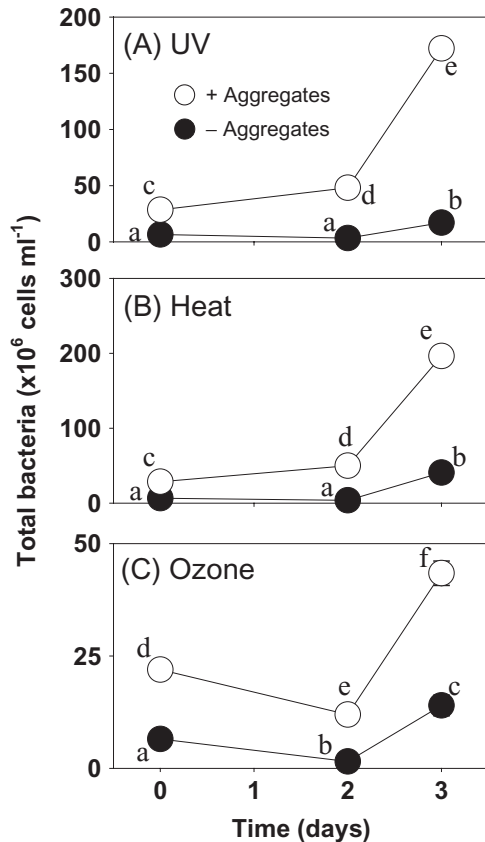 Total bacteria (x10⁶ cells ml⁻¹)
200
(A) UV
150
+ Aggregates
– Aggregates
100
50
0
c
d
e
a
a
b
300
(B) Heat
200
100
0
c
d
e
a
a
b
50
(C) Ozone
25
0
d
e
f
a
b
c
0 1 2 3
Time (days)